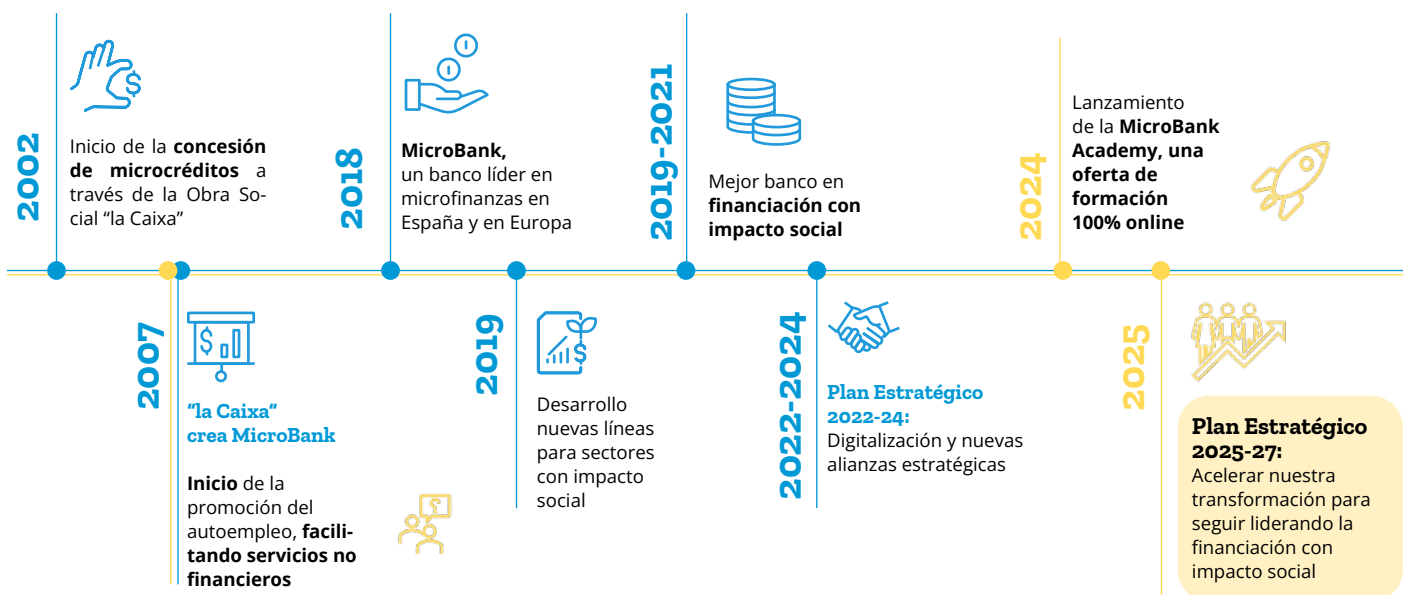 2002
Inicio de la concesión
de microcréditos a
través de la Obra So-
cial “la Caixa”
2007
"la Caixa"
crea MicroBank
Inicio de la
promoción del
autoempleo, facili-
tando servicios no
financieros
2018
MicroBank,
un banco líder en
microfinanzas en
España y en Europa
2019
Desarrollo
nuevas líneas
para sectores
con impacto
social
2019-2021
Mejor banco en
financiación con
impacto social
2022-2024
Plan Estratégico
2022-24:
Digitalización y nuevas
alianzas estratégicas
2024
Lanzamiento
de la MicroBank
Academy, una
oferta de
formación
100% online
2025
Plan Estratégico
2025-27:
Acelerar nuestra
transformación para
seguir liderando la
financiación con
impacto social